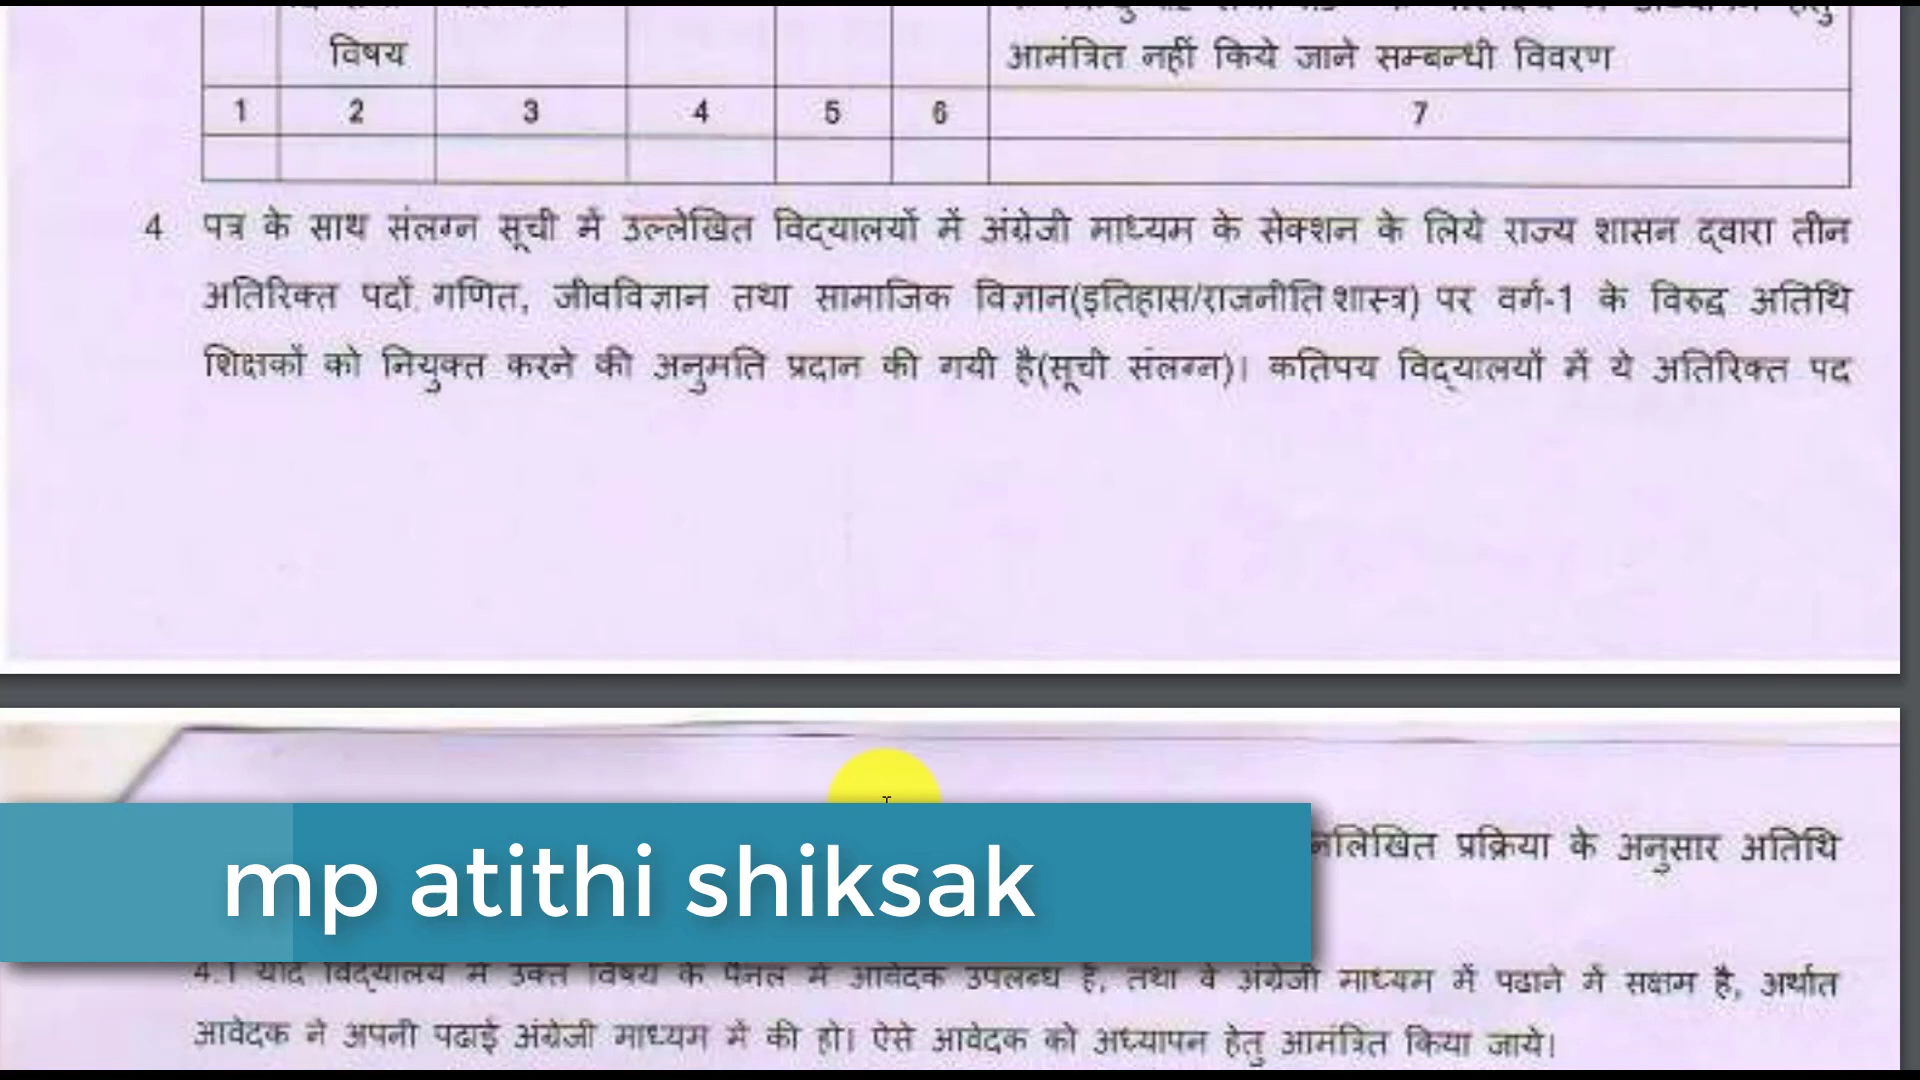 विषय
आमंत्रित नहीं किये जाने सम्बन्धी विवरण
1 2 3 4 5 6 7
4 पत्र के साथ संलग्न सूची में उल्लेखित विद्यालयों में अंग्रेजी माध्यम के सेक्शन के लिये राज्य शासन द्वारा तीन
अतिरिक्त पदों गणित, जीवविज्ञान तथा सामाजिक विज्ञान(इतिहास/राजनीति शास्त्र) पर वर्ग-1 के विरुद्ध अतिथि
शिक्षकों को नियुक्त करने की अनुमति प्रदान की गयी है(सूची संलग्न)। कतिपय विद्यालयों में ये अतिरिक्त पद
प्रक्रिया के अनुसार अतिथि
mp atithi shiksak
4.1 यदि विद्यालय में उक्त विषय के पैनल में आवेदक उपलब्ध है, तथा वे अंग्रेजी माध्यम में पढाने में सक्षम है, अर्थात
आवेदक ने अपनी पढाई अंग्रेजी माध्यम में की हो। ऐसे आवेदक को अध्यापन हेतु आमंत्रित किया जाये।